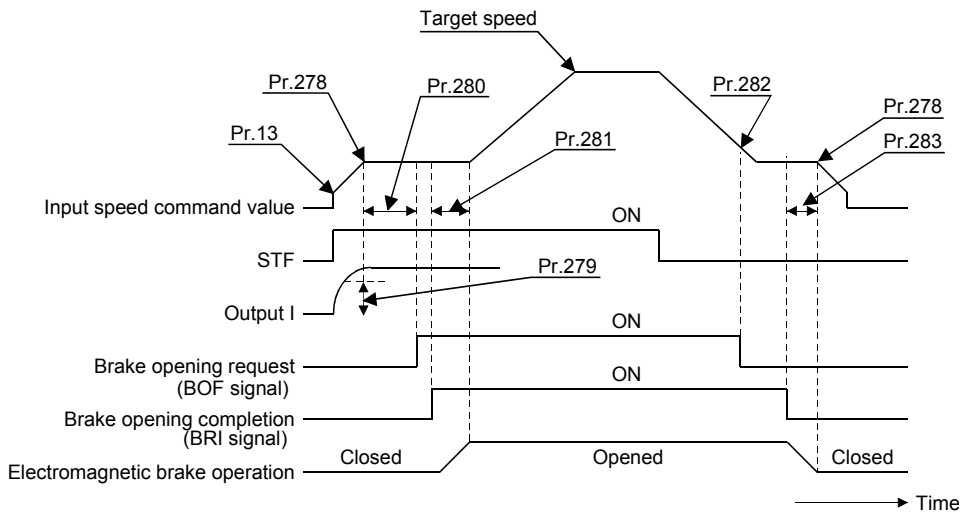 Target speed
Pr.278
Pr.280
Pr.282
Pr.278
Pr.13
Pr.281
Pr.283
Input speed command value
ON
STF
Pr.279
Output I
ON
Brake opening request
(BOF signal)
ON
Brake opening completion
(BRI signal)
Closed
Opened
Closed
Electromagnetic brake operation
Time